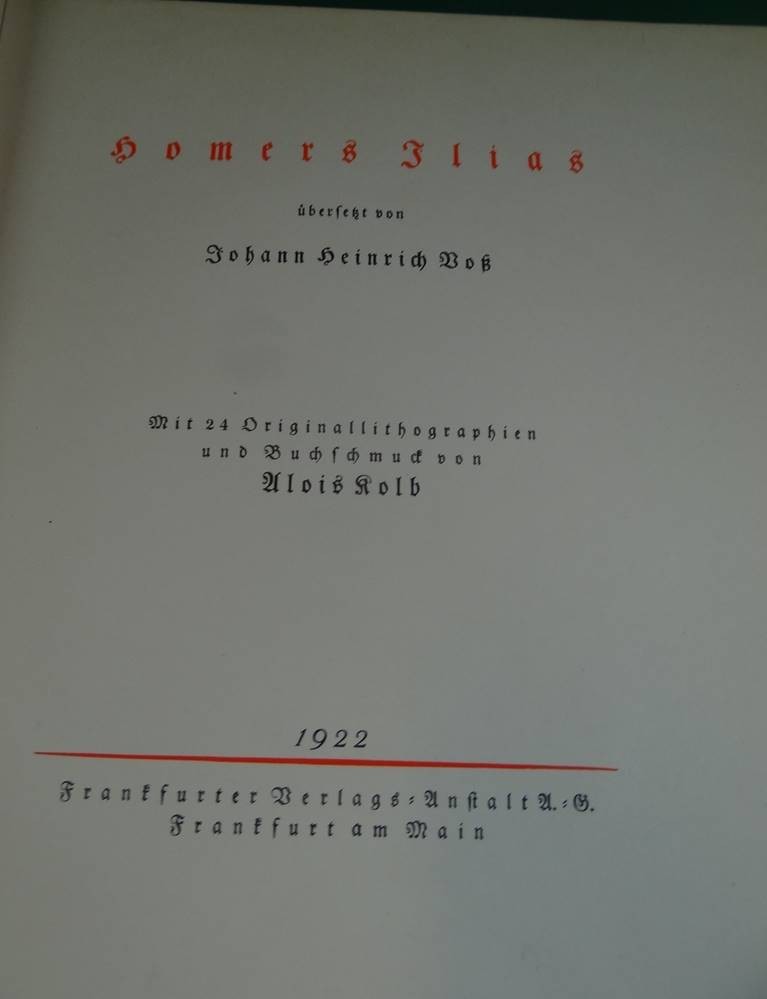 Homers Ilias
überſetzt von
Johann Heinrich Voß
Mit 24 Originallithographien
und Buchſchmuck von
Alois Kolb
1922
Frankfurter Verlags-Anſtalt A.-G.
Frankfurt am Main